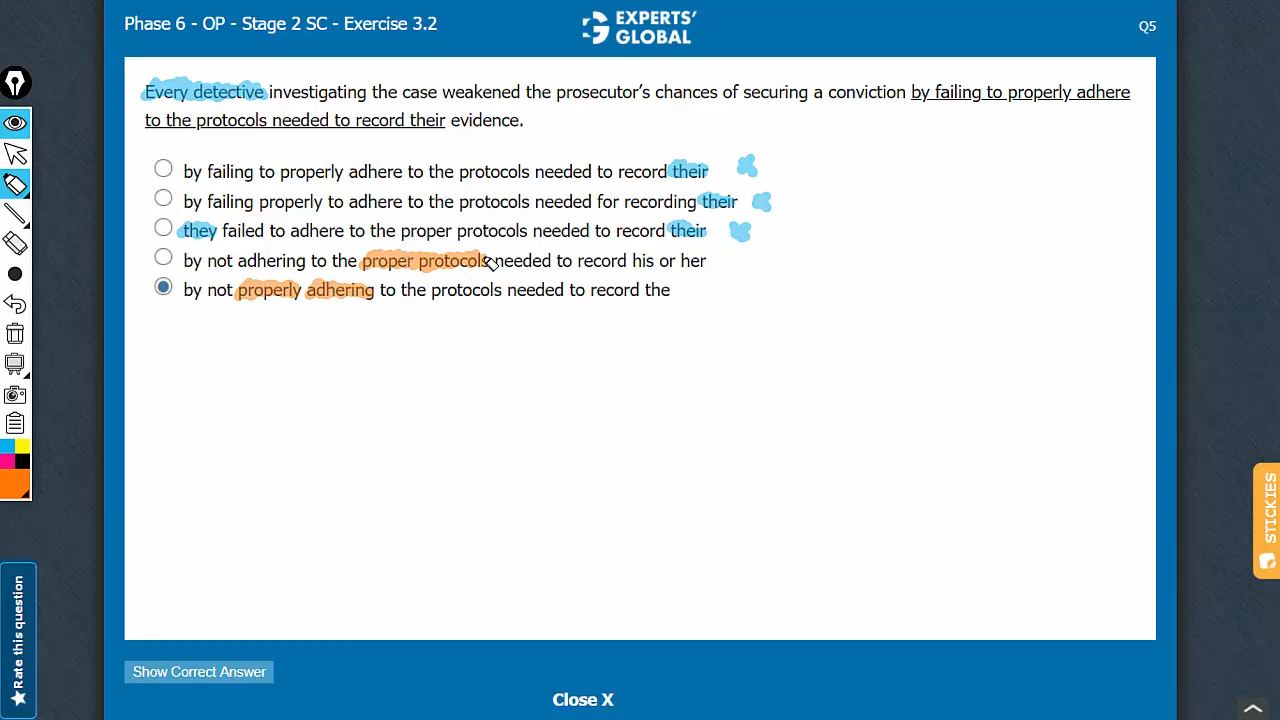 Phase 6 - OP - Stage 2 SC - Exercise 3.2
EXPERTS'
GLOBAL
Q5
Every detective investigating the case weakened the prosecutor's chances of securing a conviction by failing to properly adhere
to the protocols needed to record their evidence.
by failing to properly adhere to the protocols needed to record their
by failing properly to adhere to the protocols needed for recording their
they failed to adhere to the proper protocols needed to record their
by not adhering to the proper protocols needed to record his or her
by not properly adhering to the protocols needed to record the
STICKIES
Rate this question
Show Correct Answer
Close X